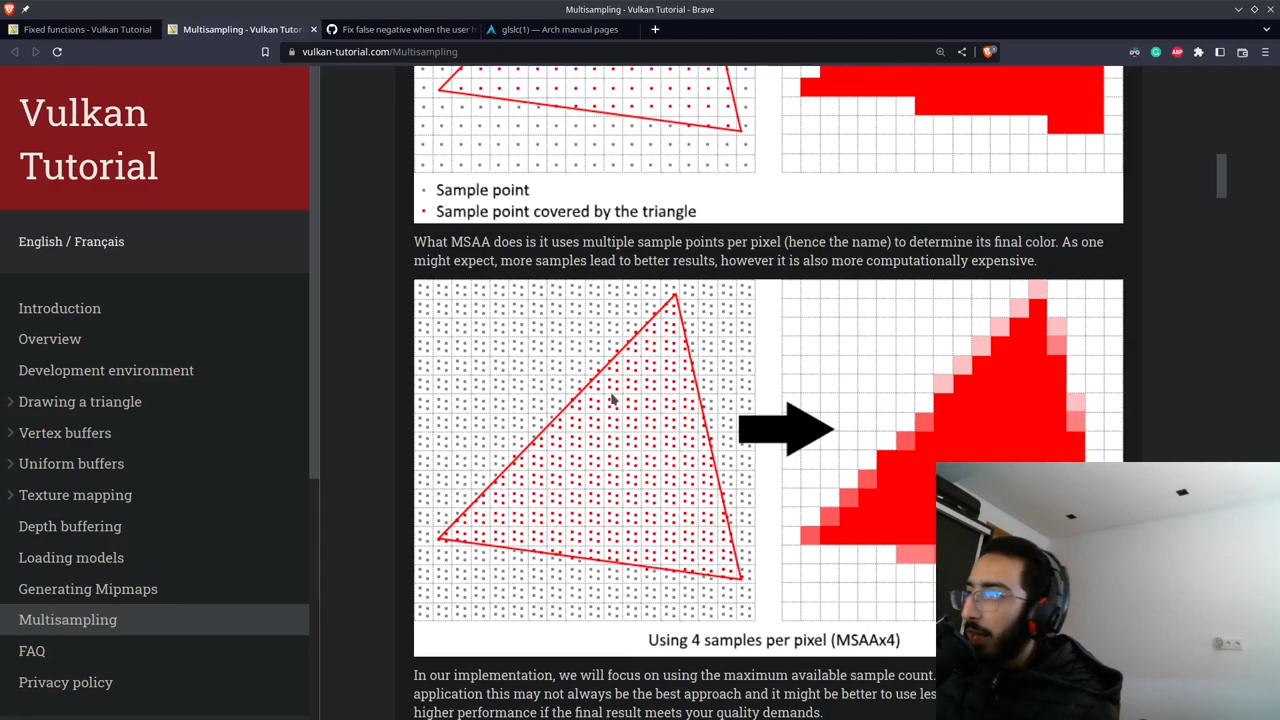 Multisampling - Vulkan Tutorial - Brave
Fixed functions - Vulkan Tutorial
Multisampling - Vulkan Tutor
Fix false negative when the user h
glslc(1) — Arch manual pages
vulkan-tutorial.com/Multisampling
Vulkan
Tutorial
English / Français
Introduction
Overview
Development environment
Drawing a triangle
Vertex buffers
Uniform buffers
Texture mapping
Depth buffering
Loading models
Generating Mipmaps
Multisampling
FAQ
Privacy policy
Sample point
Sample point covered by the triangle
What MSAA does is it uses multiple sample points per pixel (hence the name) to determine its final color. As one
might expect, more samples lead to better results, however it is also more computationally expensive.
Using 4 samples per pixel (MSAAx4)
In our implementation, we will focus on using the maximum available sample count.
application this may not always be the best approach and it might be better to use les
higher performance if the final result meets your quality demands.